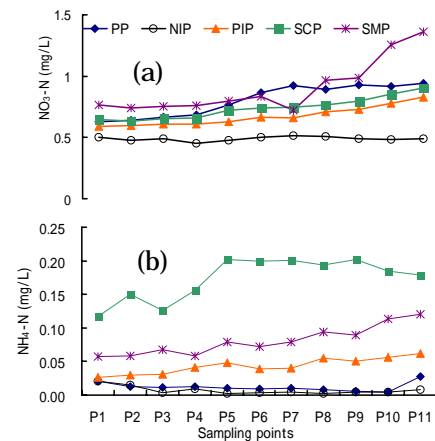 1.5
PP NIP PIP SCP SMP
(a)
NO₃-N (mg/L)
1
0.5
0
0.25
(b)
0.20
NH₄-N (mg/L)
0.15
0.10
0.05
0.00
P1 P2 P3 P4 P5 P6 P7 P8 P9 P10 P11
Sampling points